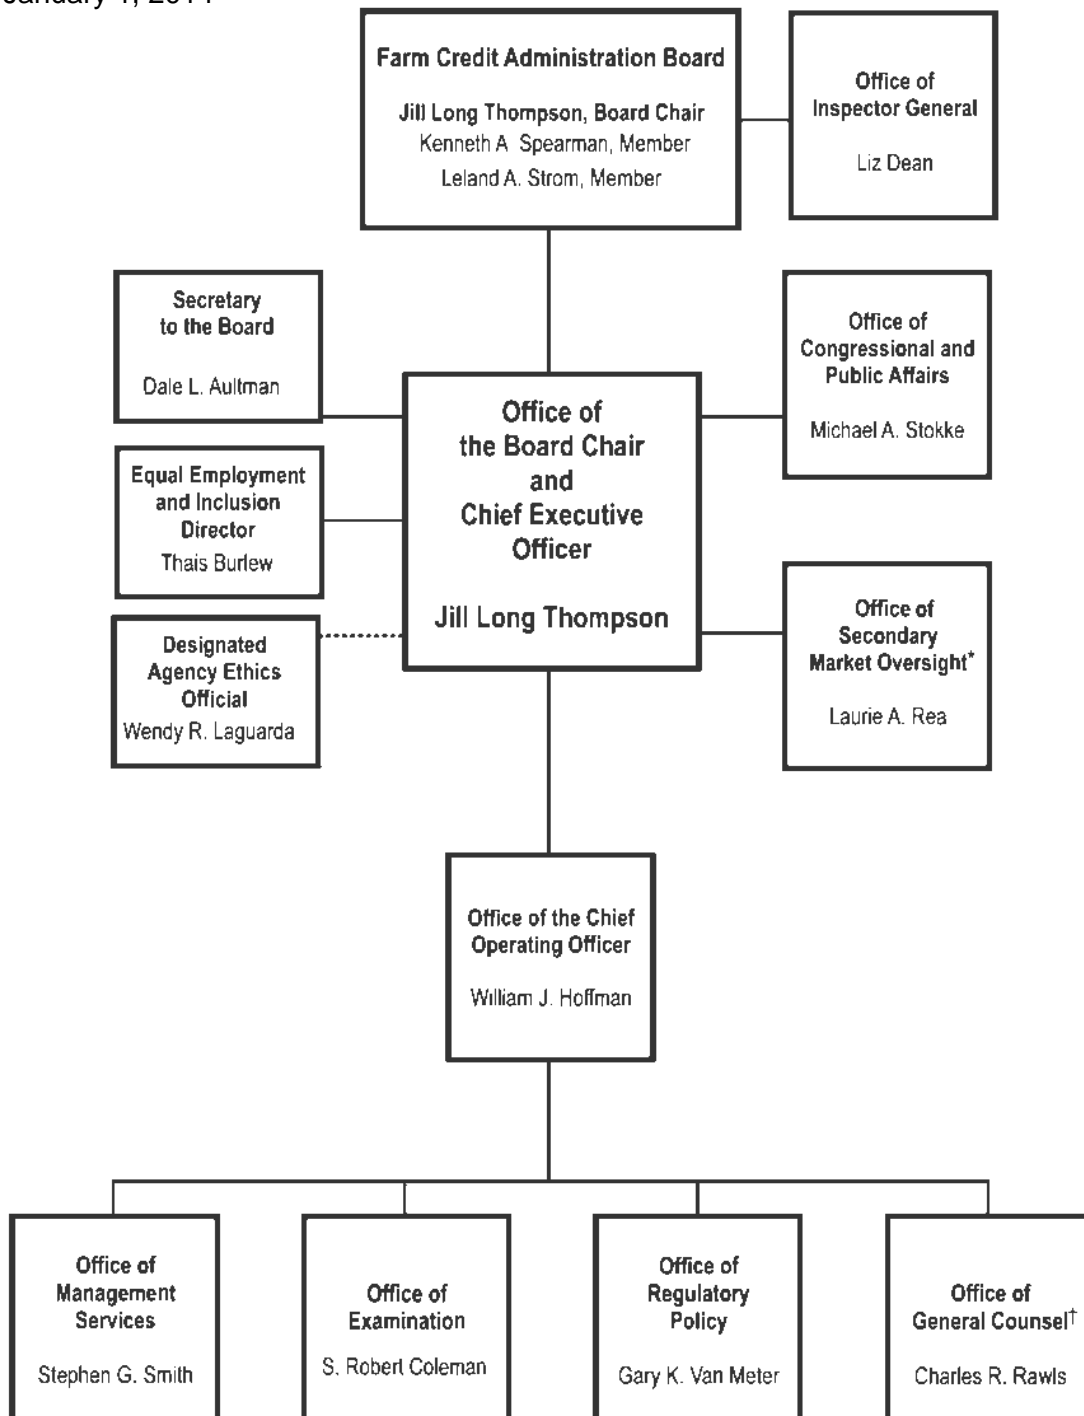 Farm Credit Administration Board
Jill Long Thompson, Board Chair
Kenneth A Spearman, Member
Leland A. Strom, Member
Office of
Inspector General
Liz Dean
Secretary
to the Board
Dale L. Aultman
Office of
Congressional and
Public Affairs
Michael A. Stokke
Equal Employment
and Inclusion
Director
Thais Burlew
Office of
the Board Chair
and
Chief Executive
Officer
Jill Long Thompson
Designated
Agency Ethics
Official
Wendy R. Laguarda
Office of
Secondary
Market Oversight*
Laurie A. Rea
Office of the Chief
Operating Officer
William J. Hoffman
Office of
Management
Services
Stephen G. Smith
Office of
Examination
S. Robert Coleman
Office of
Regulatory
Policy
Gary K. Van Meter
Office of
General Counsel†
Charles R. Rawls